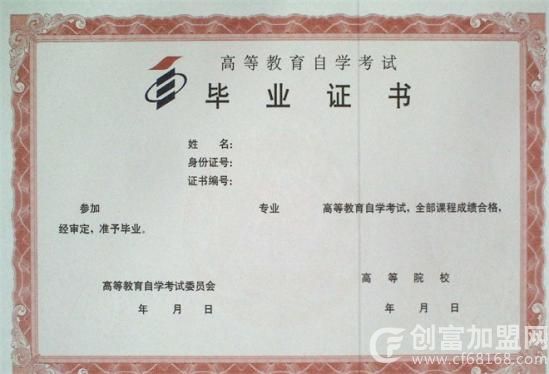 高等教育自学考试
毕业证书
姓 名:
身份证号:
证书编号:
参加 专业 高等教育自学考试, 全部课程成绩合格,
经审定, 准予毕业。
高等教育自学考试委员会 高等院校
年 月 日 年 月 日
创富加盟网
www.cf68168.com